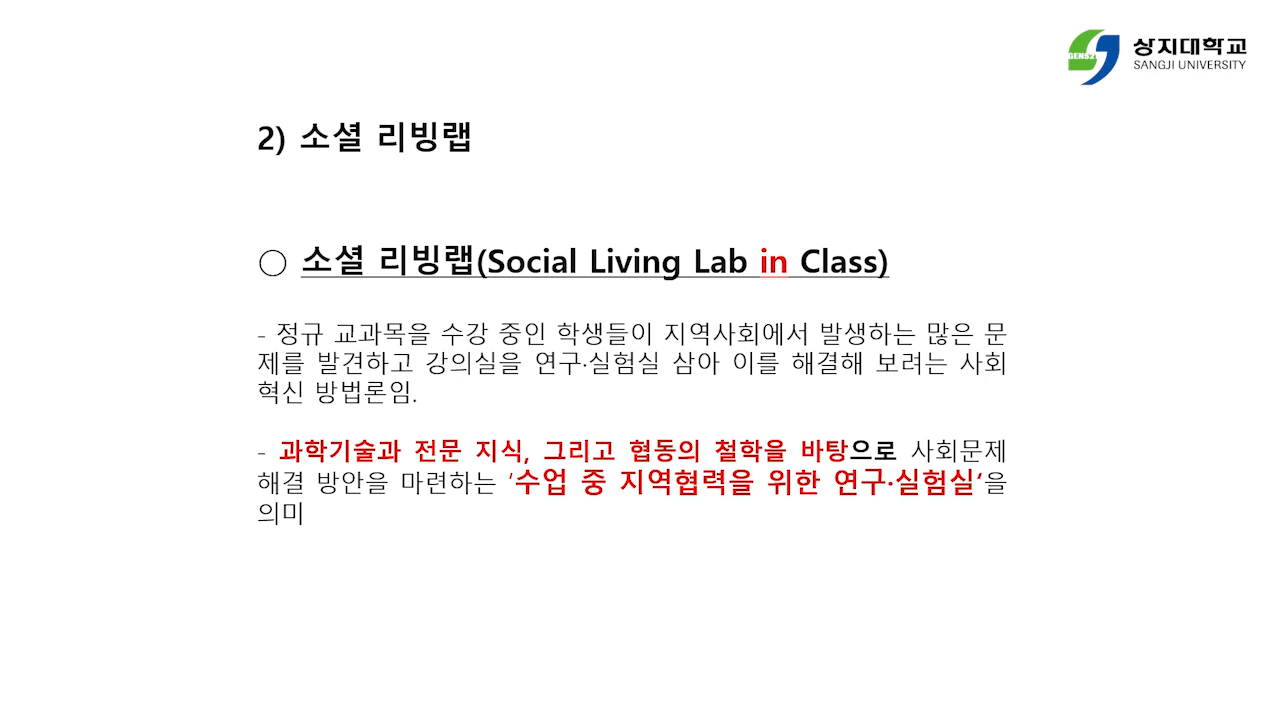 상지대학교
SANGJI UNIVERSITY
2) 소셜 리빙랩
○ 소셜 리빙랩(Social Living Lab in Class)
- 정규 교과목을 수강 중인 학생들이 지역사회에서 발생하는 많은 문
제를 발견하고 강의실을 연구·실험실 삼아 이를 해결해 보려는 사회
혁신 방법론임.
- 과학기술과 전문 지식, 그리고 협동의 철학을 바탕으로 사회문제
해결 방안을 마련하는 ’수업 중 지역협력을 위한 연구·실험실‘을
의미